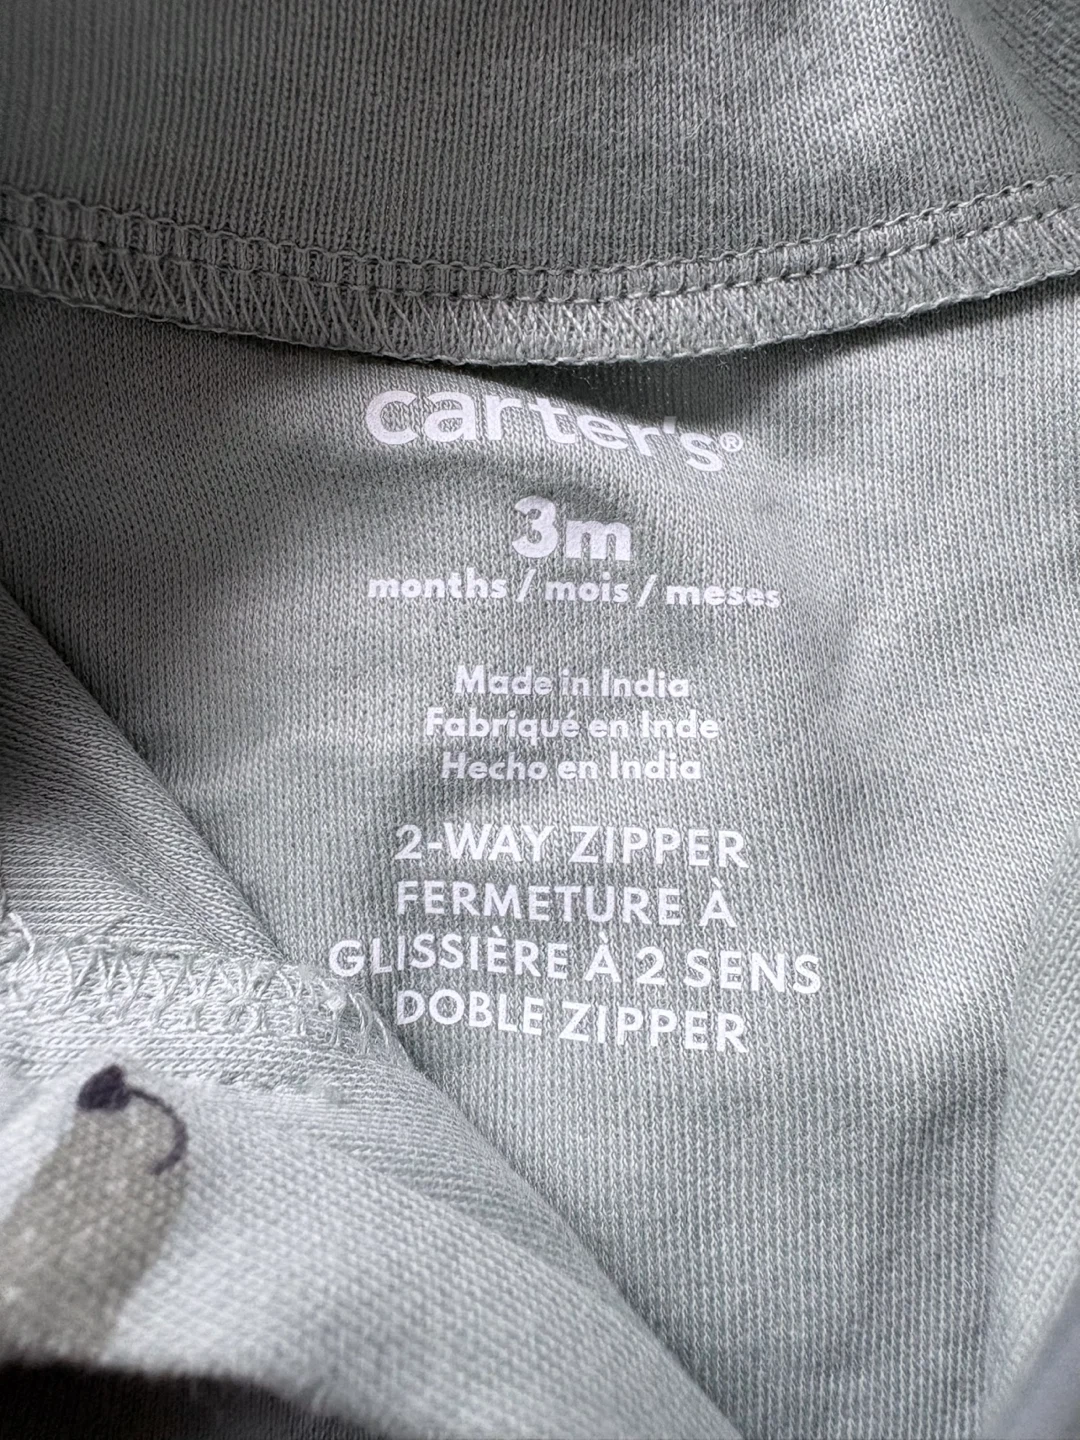 carter's®
3m
months / mois / meses
Made in India
Fabriqué en Inde
Hecho en India
2-WAY ZIPPER
FERMETURE À
GLISSIÈRE À 2 SENS
DOBLE ZIPPER